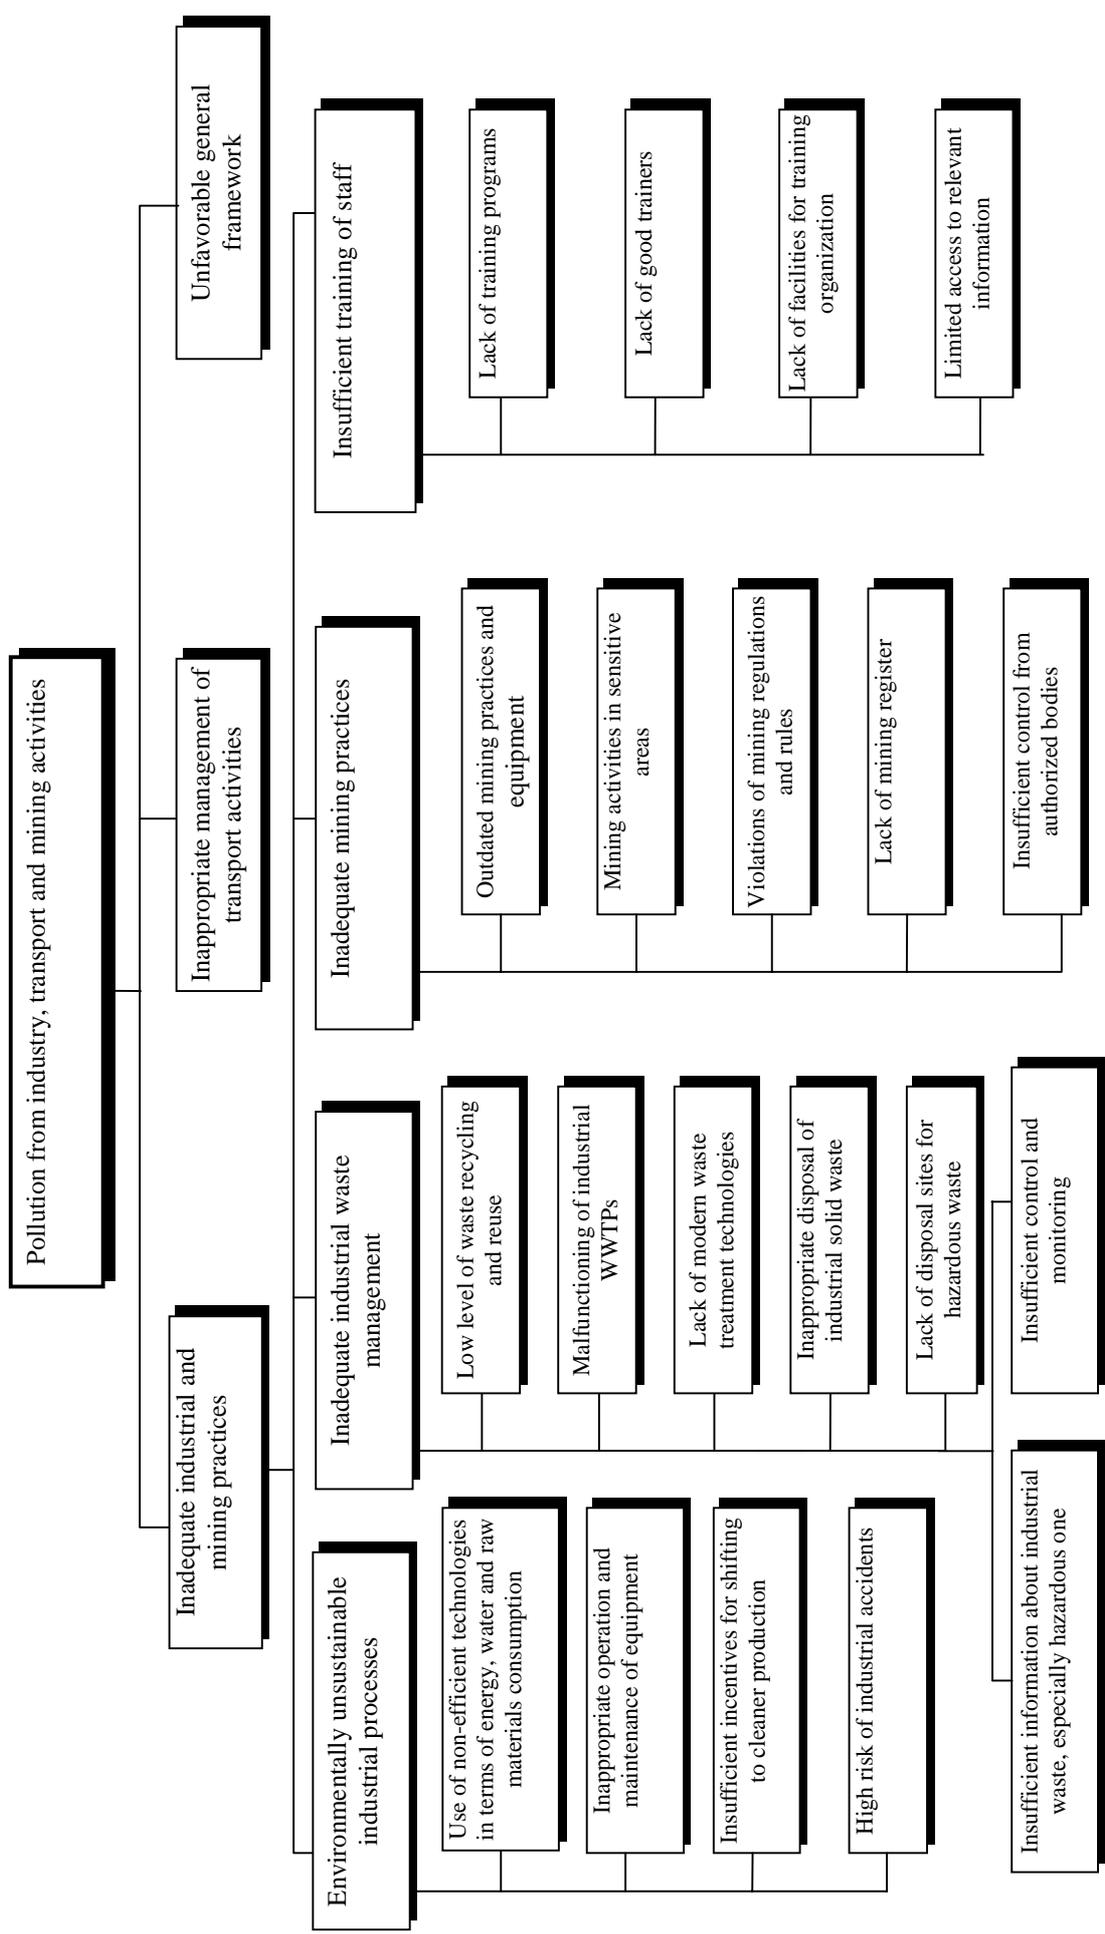 Pollution from industry, transport and mining activities
Inadequate industrial and
mining practices
Inappropriate management of
transport activities
Unfavorable general
framework
Environmentally unsustainable
industrial processes
Inadequate industrial waste
management
Inadequate mining practices
Insufficient training of staff
Use of non-efficient technologies
in terms of energy, water and raw
materials consumption
Inappropriate operation and
maintenance of equipment
Insufficient incentives for shifting
to cleaner production
High risk of industrial accidents
Low level of waste recycling
and reuse
Malfunctioning of industrial
WWTPs
Lack of modern waste
treatment technologies
Inappropriate disposal of
industrial solid waste
Lack of disposal sites for
hazardous waste
Insufficient information about industrial
waste, especially hazardous one
Insufficient control and
monitoring
Outdated mining practices and
equipment
Mining activities in sensitive
areas
Violations of mining regulations
and rules
Lack of mining register
Insufficient control from
authorized bodies
Lack of training programs
Lack of good trainers
Lack of facilities for training
organization
Limited access to relevant
information